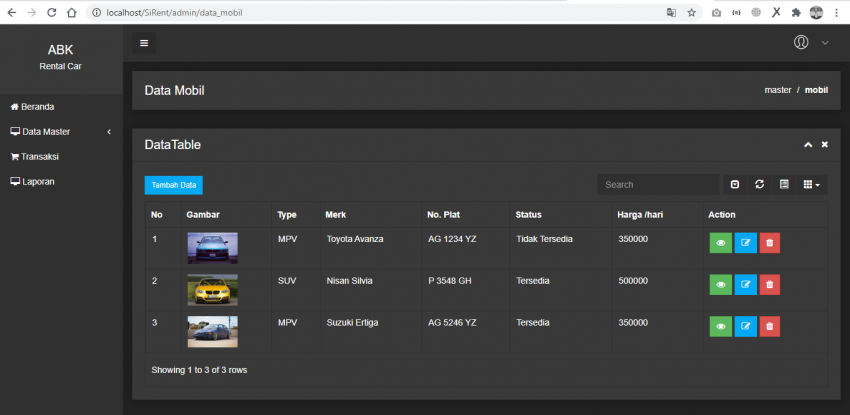 localhost/SiRent/admin/data_mobil
ABK
Rental Car
Beranda
Data Master
Transaksi
Laporan
Data Mobil
master / mobil
DataTable
Tambah Data
Search
No Gambar Type Merk No. Plat Status Harga /hari Action
1 MPV Toyota Avanza AG 1234 YZ Tidak Tersedia 350000
2 SUV Nisan Silvia P 3548 GH Tersedia 500000
3 MPV Suzuki Ertiga AG 5246 YZ Tersedia 350000
Showing 1 to 3 of 3 rows